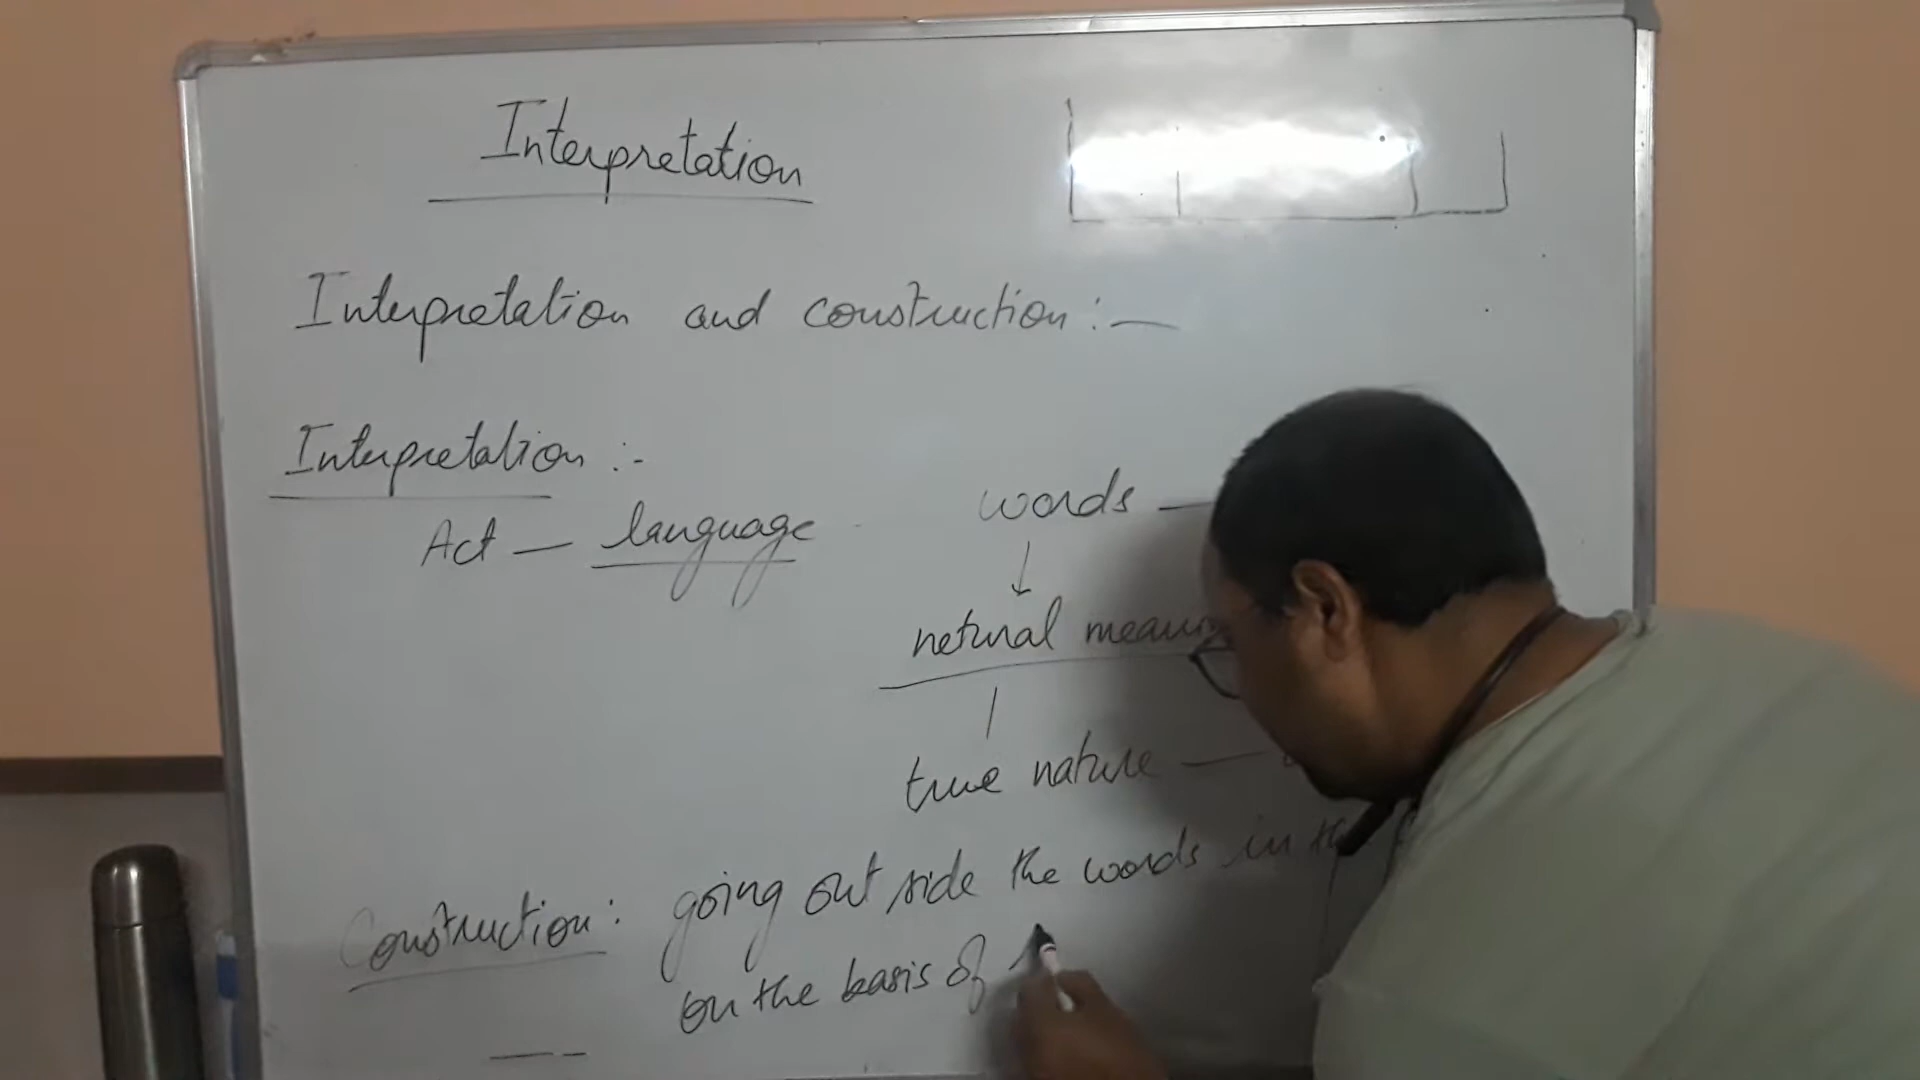 Interpretation
Interpretation and construction :—
Interpretation :-
Act — language
words —
↓
netural
true nature —
Construction: going out side the words in
on the basis of